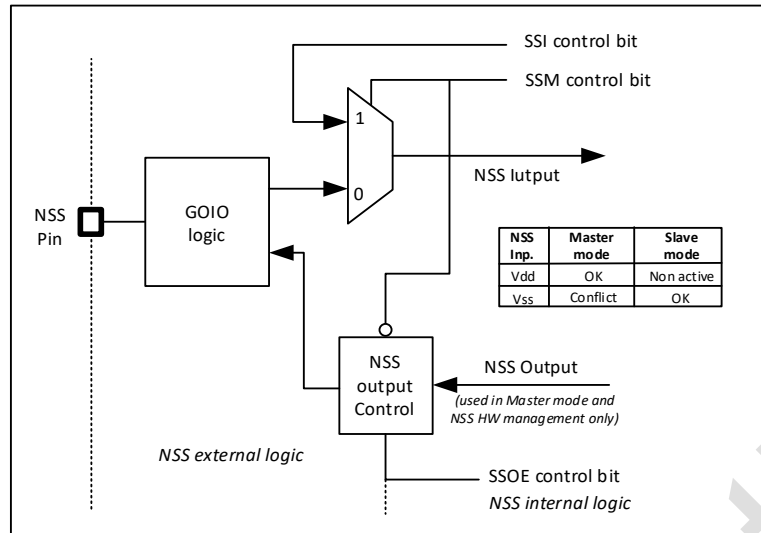 SSI control bit
SSM control bit
1
0
NSS Iutput
NSS
Pin
GOIO
logic
NSS Inp. Master mode Slave mode
Vdd OK Non active
Vss Conflict OK
NSS
output
Control
NSS Output
(used in Master mode and
NSS HW management only)
NSS external logic
SSOE control bit
NSS internal logic